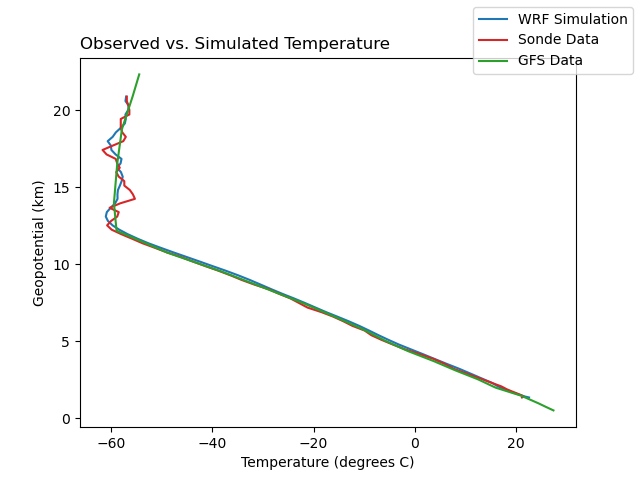 Observed vs. Simulated Temperature
WRF Simulation
Sonde Data
GFS Data
Geopotential (km)
20
15
10
5
0
−60
−40
−20
0
20
Temperature (degrees C)